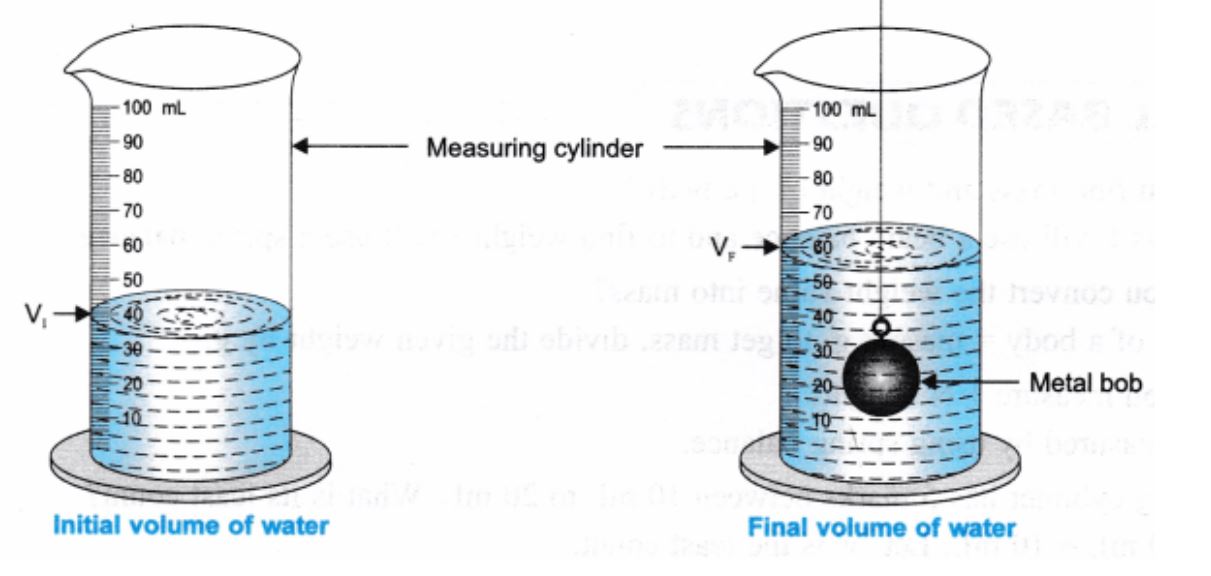 100 mL
90
80
70
60
50
V_I
40
30
20
10
Initial volume of water
Measuring cylinder
100 mL
90
80
70
V_F
60
50
40
30
20
10
Metal bob
Final volume of water